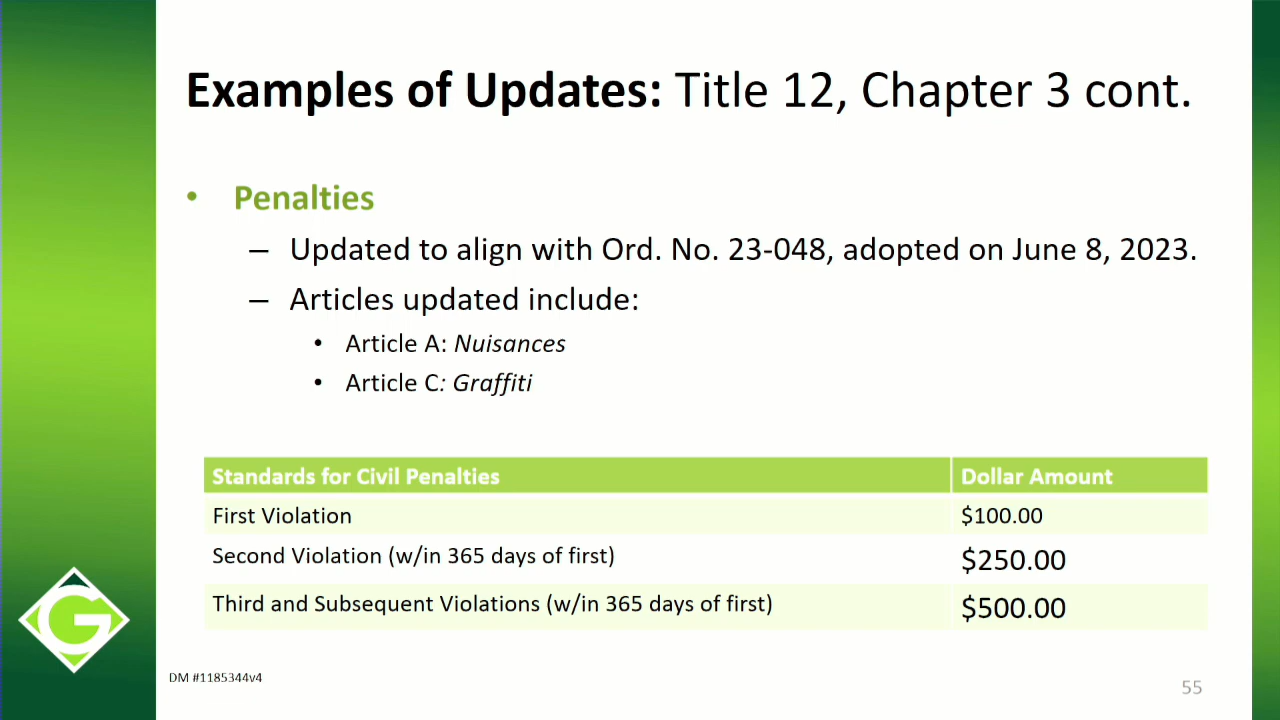 Examples of Updates: Title 12, Chapter 3 cont.
• Penalties
– Updated to align with Ord. No. 23-048, adopted on June 8, 2023.
– Articles updated include:
• Article A: Nuisances
• Article C: Graffiti
Standards for Civil Penalties Dollar Amount
First Violation $100.00
Second Violation (w/in 365 days of first) $250.00
Third and Subsequent Violations (w/in 365 days of first) $500.00
G
DM #1185344v4
55